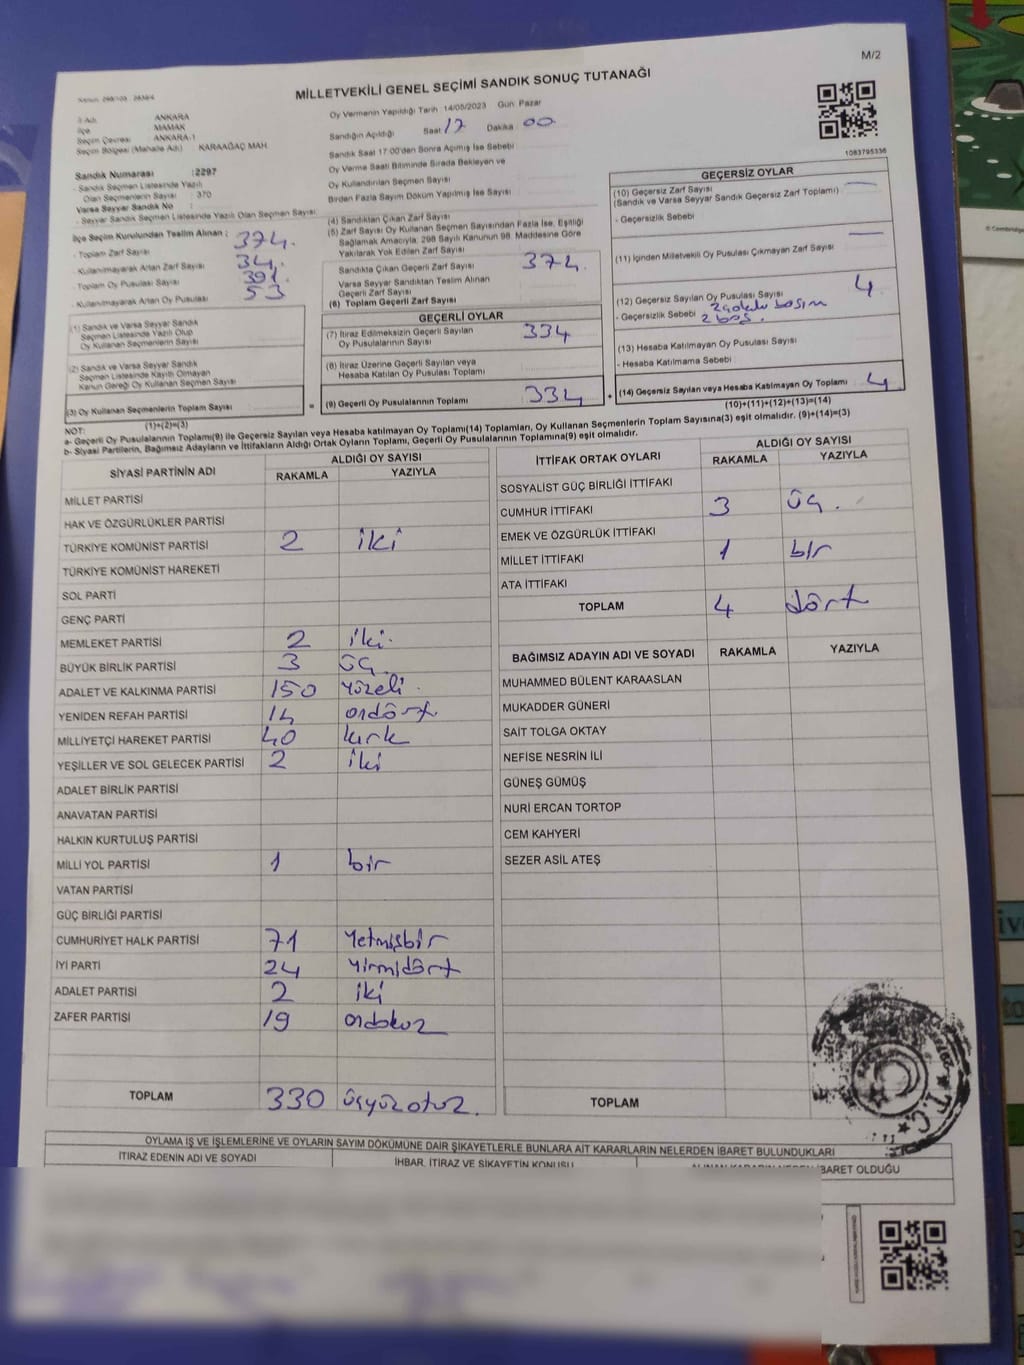 M/2
MİLLETVEKİLİ GENEL SEÇİMİ SANDIK SONUÇ TUTANAĞI
İl Adı ANKARA
İlçe MAMAK
Seçim Çevresi ANKARA-1
Seçim Bölgesi (Mahalle Adı) KARAAĞAÇ MAH.
Sandık Numarası :2297
- Sandık Seçmen Listesinde Yazılı
Olan Seçmenlerin Sayısı : 370
Varsa Seyyar Sandık No :
- Seyyar Sandık Seçmen Listesinde Yazılı Olan Seçmen Sayısı:
İlçe Seçim Kurulundan Teslim Alınan ;
- Toplam Zarf Sayısı 374.
- Kullanılmayarak Artan Zarf Sayısı 34.
- Toplam Oy Pusulası Sayısı 391.
- Kullanılmayarak Artan Oy Pusulası 53
(1) Sandık ve Varsa Seyyar Sandık
Seçmen Listesinde Yazılı Olup
Oy Kullanan Seçmenlerin Sayısı
(2) Sandık ve Varsa Seyyar Sandık
Seçmen Listesinde Kayıtlı Olmayan
Kanun Gereği Oy Kullanan Seçmen Sayısı
(3) Oy Kullanan Seçmenlerin Toplam Sayısı
(1)+(2)=(3)
Oy Vermenin Yapıldığı Tarih :14/05/2023 Gün: Pazar
Sandığın Açıldığı Saat 17 Dakika 00
Sandık Saat 17:00'den Sonra Açılmış İse Sebebi
Oy Verme Saati Bitiminde Sırada Bekleyen ve
Oy Kullandırılan Seçmen Sayısı
Birden Fazla Sayım Döküm Yapılmış İse Sayısı
(4) Sandıktan Çıkan Zarf Sayısı
(5) Zarf Sayısı Oy Kullanan Seçmen Sayısından Fazla İse, Eşitliği
Sağlamak Amacıyla, 298 Sayılı Kanunun 98. Maddesine Göre
Yakılarak Yok Edilen Zarf Sayısı
Sandıkta Çıkan Geçerli Zarf Sayısı 374.
Varsa Seyyar Sandıktan Teslim Alınan
Geçerli Zarf Sayısı
(6) Toplam Geçerli Zarf Sayısı
GEÇERLİ OYLAR
(7) İtiraz Edilmeksizin Geçerli Sayılan
Oy Pusulalarının Sayısı 334
(8) İtiraz Üzerine Geçerli Sayılan veya
Hesaba Katılan Oy Pusulası Toplamı
= (9) Geçerli Oy Pusulalarının Toplamı 334 +
1083795336
GEÇERSİZ OYLAR
(10) Geçersiz Zarf Sayısı
(Sandık ve Varsa Seyyar Sandık Geçersiz Zarf Toplamı)
- Geçersizlik Sebebi
(11) İçinden Milletvekili Oy Pusulası Çıkmayan Zarf Sayısı
(12) Geçersiz Sayılan Oy Pusulası Sayısı 4
- Geçersizlik Sebebi
2 boş.
(13) Hesaba Katılmayan Oy Pusulası Sayısı
- Hesaba Katılmama Sebebi
(14) Geçersiz Sayılan veya Hesaba Katılmayan Oy Toplamı 4
(10)+(11)+(12)+(13)=(14)
NOT:
a- Geçerli Oy Pusulalarının Toplamı(9) ile Geçersiz Sayılan veya Hesaba katılmayan Oy Toplamı(14) Toplamları, Oy Kullanan Seçmenlerin Toplam Sayısına(3) eşit olmalıdır. (9)+(14)=(3)
b- Siyasi Partilerin, Bağımsız Adayların ve İttifakların Aldığı Ortak Oyların Toplamı, Geçerli Oy Pusulalarının Toplamına(9) eşit olmalıdır.
SİYASİ PARTİNİN ADI ALDIĞI OY SAYISI
RAKAMLA YAZIYLA
MİLLET PARTİSİ
HAK VE ÖZGÜRLÜKLER PARTİSİ
TÜRKİYE KOMÜNİST PARTİSİ 2 iki
TÜRKİYE KOMÜNİST HAREKETİ
SOL PARTİ
GENÇ PARTİ
MEMLEKET PARTİSİ 2 iki.
BÜYÜK BİRLİK PARTİSİ 3 üç.
ADALET VE KALKINMA PARTİSİ 150 yüzeli.
YENİDEN REFAH PARTİSİ 14 ondört
MİLLİYETÇİ HAREKET PARTİSİ 40 kırk
YEŞİLLER VE SOL GELECEK PARTİSİ 2 iki
ADALET BİRLİK PARTİSİ
ANAVATAN PARTİSİ
HALKIN KURTULUŞ PARTİSİ
MİLLİ YOL PARTİSİ 1 bir
VATAN PARTİSİ
GÜÇ BİRLİĞİ PARTİSİ
CUMHURİYET HALK PARTİSİ 71 Yetmişbir
İYİ PARTİ 24 Yirmidört
ADALET PARTİSİ 2 iki
ZAFER PARTİSİ 19 ondokuz
TOPLAM 330 üçyüzotuz.
İTTİFAK ORTAK OYLARI ALDIĞI OY SAYISI
RAKAMLA YAZIYLA
SOSYALİST GÜÇ BİRLİĞİ İTTİFAKI
CUMHUR İTTİFAKI 3 üç.
EMEK VE ÖZGÜRLÜK İTTİFAKI
MİLLET İTTİFAKI 1 bir
ATA İTTİFAKI
TOPLAM 4 dört
BAĞIMSIZ ADAYIN ADI VE SOYADI RAKAMLA YAZIYLA
MUHAMMED BÜLENT KARAASLAN
MUKADDER GÜNERİ
SAİT TOLGA OKTAY
NEFİSE NESRİN İLİ
GÜNEŞ GÜMÜŞ
NURİ ERCAN TORTOP
CEM KAHYERİ
SEZER ASİL ATEŞ
TOPLAM
T.C.
OYLAMA İŞ VE İŞLEMLERİNE VE OYLARIN SAYIM DÖKÜMÜNE DAİR ŞİKAYETLERLE BUNLARA AİT KARARLARIN NELERDEN İBARET BULUNDUKLARI
İTİRAZ EDENİN ADI VE SOYADI
İHBAR, İTİRAZ VE ŞİKAYETİN KONUSU
İBARET OLDUĞU